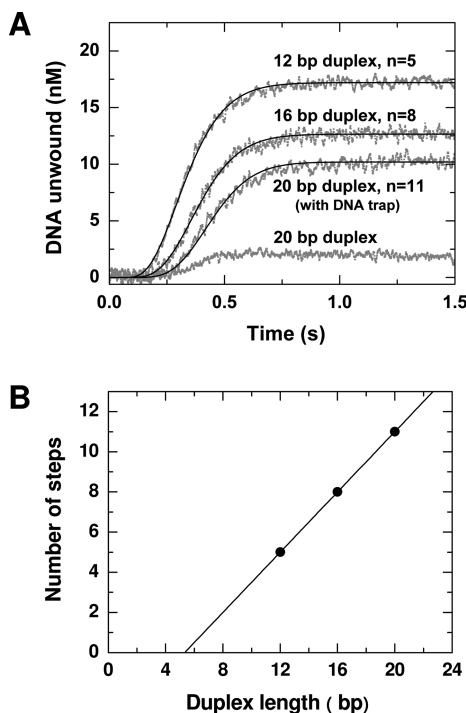 A
DNA unwound (nM)
20
15
10
5
0
12 bp duplex, n=5
16 bp duplex, n=8
20 bp duplex, n=11
(with DNA trap)
20 bp duplex
0.0 0.5 1.0 1.5
Time (s)
B
Number of steps
12
10
8
6
4
2
0
0 4 8 12 16 20 24
Duplex length ( bp)